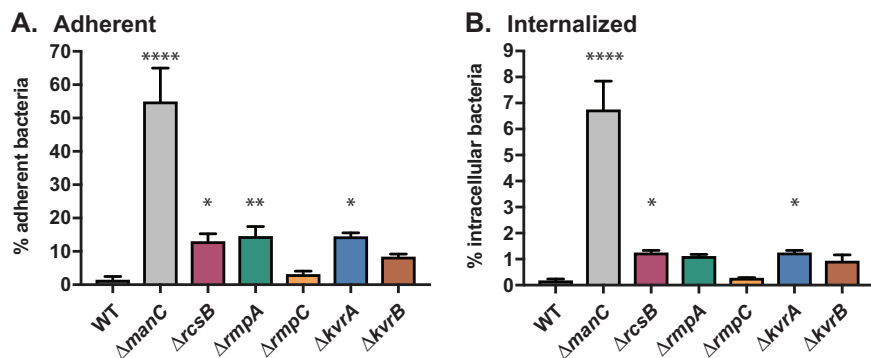 A. Adherent
% adherent bacteria
70
60
50
40
30
20
10
0
****
*
**
*
WT
ΔmanC
ΔrcsB
ΔrmpA
ΔrmpC
ΔkvrA
ΔkvrB
B. Internalized
% intracellular bacteria
9
8
7
6
5
4
3
2
1
0
****
*
*
WT
ΔmanC
ΔrcsB
ΔrmpA
ΔrmpC
ΔkvrA
ΔkvrB